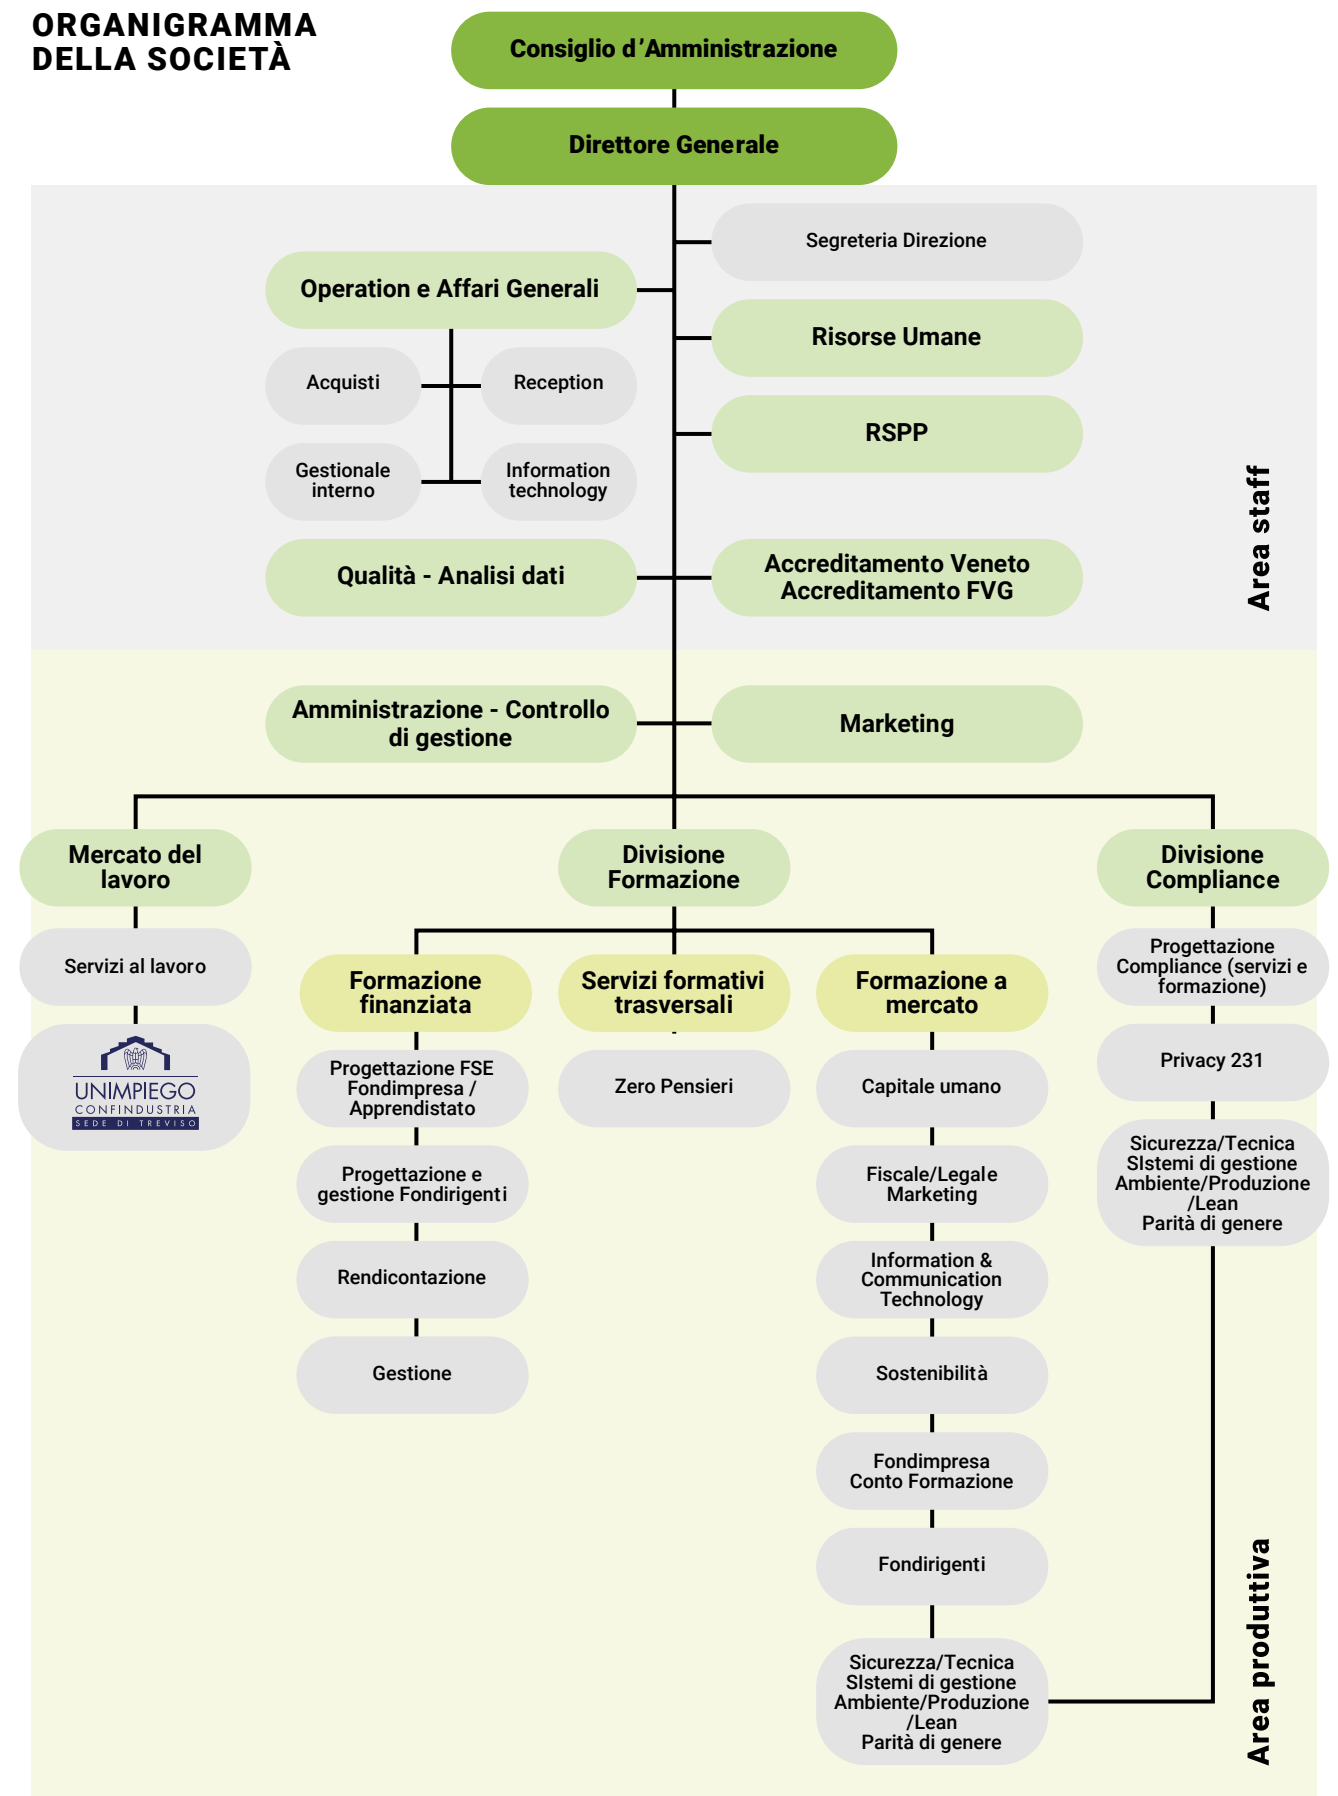 ORGANIGRAMMA
DELLA SOCIETÀ
Consiglio d'Amministrazione
Direttore Generale
Segreteria Direzione
Operation e Affari Generali
Risorse Umane
Acquisti
Reception
RSPP
Gestionale
interno
Information
technology
Area staff
Qualità - Analisi dati
Accreditamento Veneto
Accreditamento FVG
Amministrazione - Controllo
di gestione
Marketing
Mercato del
lavoro
Divisione
Formazione
Divisione
Compliance
Servizi al lavoro
UNIMPIEGO
CONFINDUSTRIA
SEDE DI TREVISO
Formazione
finanziata
Progettazione FSE
Fondimpresa /
Apprendistato
Progettazione e
gestione Fondirigenti
Rendicontazione
Gestione
Servizi formativi
trasversali
Zero Pensieri
Formazione a
mercato
Capitale umano
Fiscale/Legale
Marketing
Information &
Communication
Technology
Sostenibilità
Fondimpresa
Conto Formazione
Fondirigenti
Sicurezza/Tecnica
SIstemi di gestione
Ambiente/Produzione
/Lean
Parità di genere
Progettazione
Compliance (servizi e
formazione)
Privacy 231
Sicurezza/Tecnica
SIstemi di gestione
Ambiente/Produzione
/Lean
Parità di genere
Area produttiva